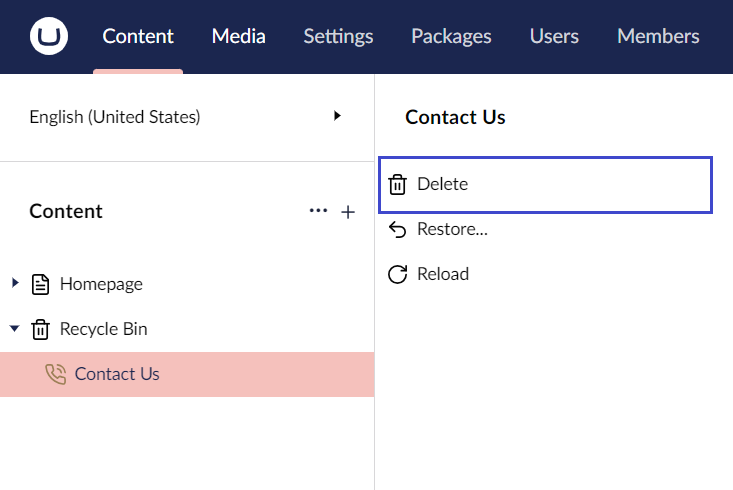 Content Media Settings Packages Users Members
English (United States)
Content
Homepage
Recycle Bin
Contact Us
Contact Us
Delete
Restore...
Reload